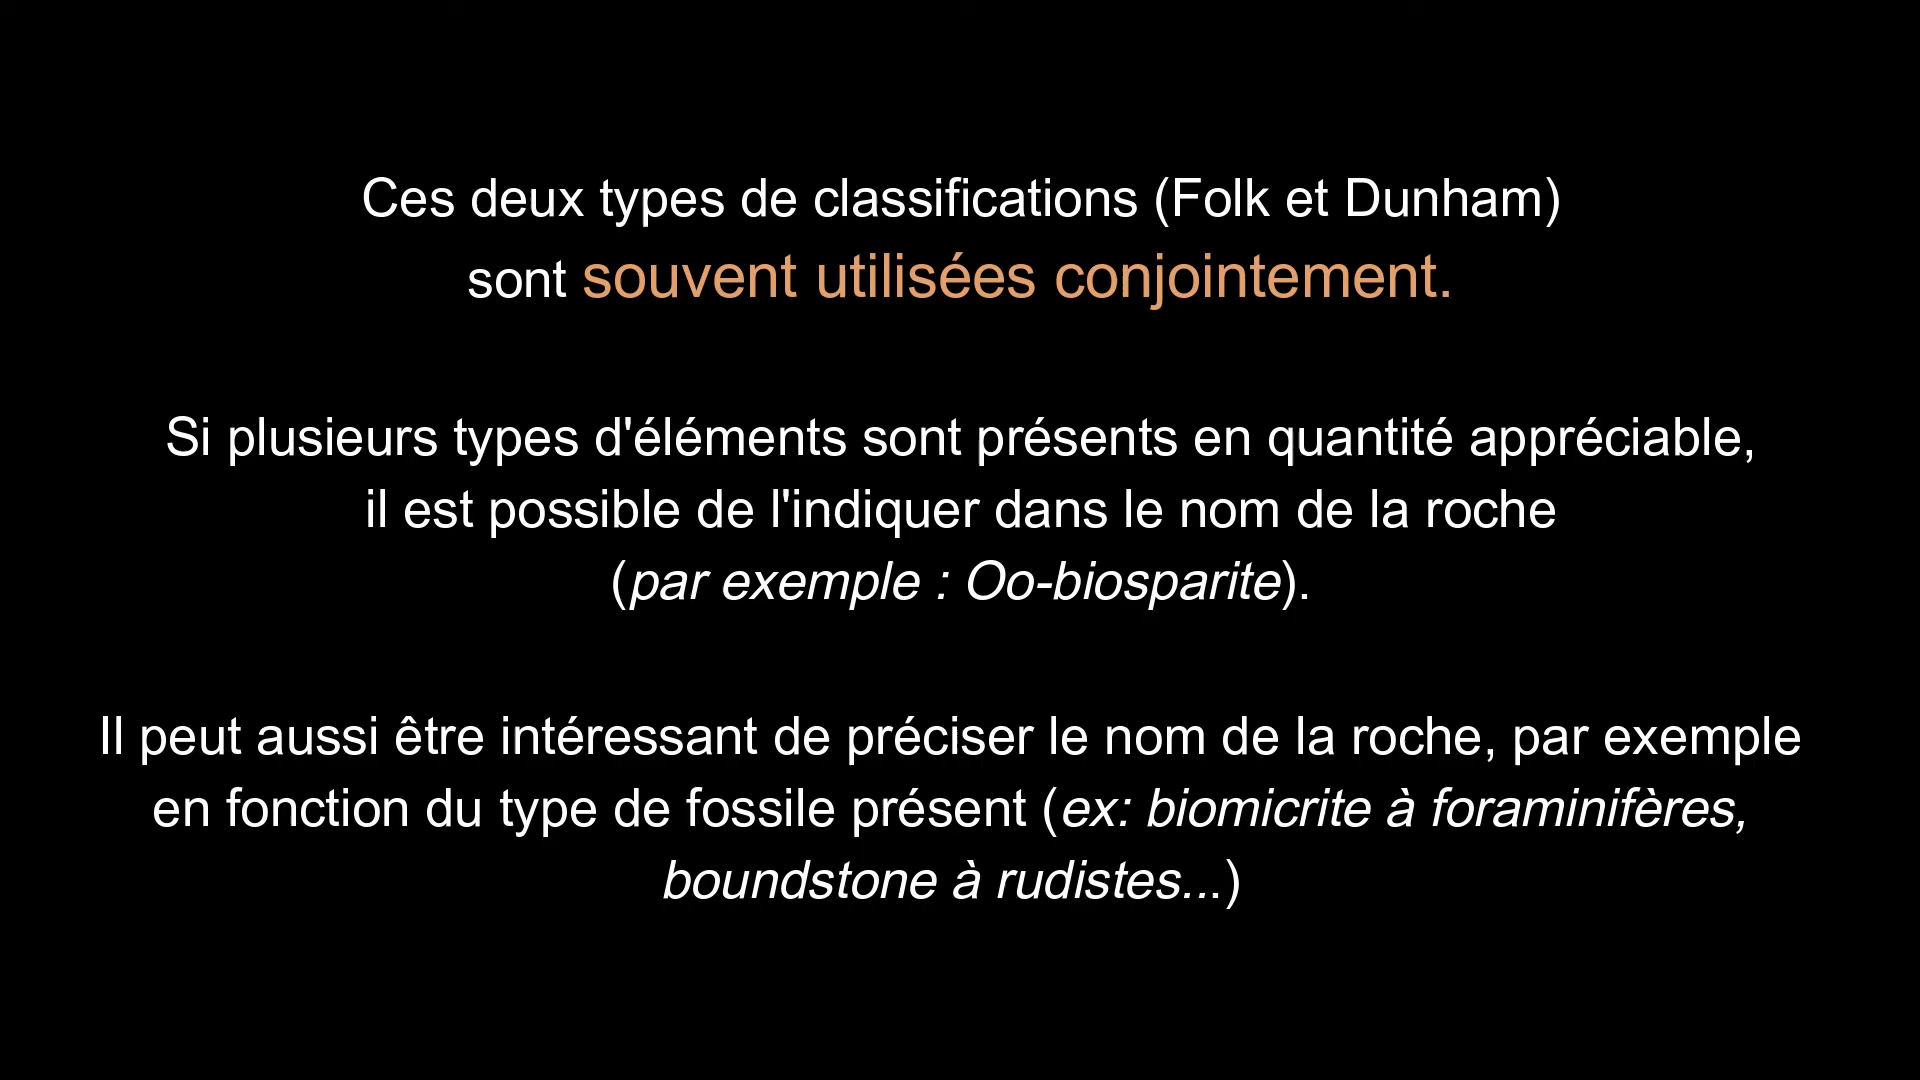 Ces deux types de classifications (Folk et Dunham)
sont souvent utilisées conjointement.
Si plusieurs types d'éléments sont présents en quantité appréciable,
il est possible de l'indiquer dans le nom de la roche
(par exemple : Oo-biosparite).
Il peut aussi être intéressant de préciser le nom de la roche, par exemple
en fonction du type de fossile présent (ex: biomicrite à foraminifères,
boundstone à rudistes...)